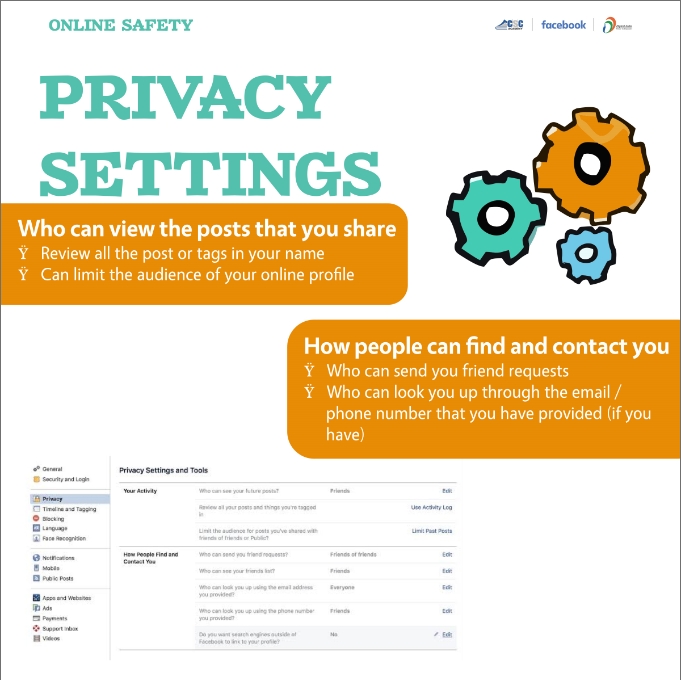 ONLINE SAFETY
CSC
facebook
PRIVACY
SETTINGS
Who can view the posts that you share
Ÿ Review all the post or tags in your name
Ÿ Can limit the audience of your online profile
How people can find and contact you
Ÿ Who can send you friend requests
Ÿ Who can look you up through the email /
phone number that you have provided (if you
have)
General
Security and Login
Privacy
Timeline and Tagging
Blocking
Language
Face Recognition
Notifications
Mobile
Public Posts
Apps and Websites
Ads
Payments
Support Inbox
Videos
Privacy Settings and Tools
Your Activity
Who can see your future posts? Friends Edit
Review all your posts and things you're tagged Use Activity Log
in
Limit the audience for posts you've shared with Limit Past Posts
friends of friends or Public?
How People Find and
Contact You
Who can send you friend requests? Friends of friends Edit
Who can see your friends list? Friends Edit
Who can look you up using the email address Everyone Edit
you provided?
Who can look you up using the phone number Friends Edit
you provided?
Do you want search engines outside of No Edit
Facebook to link to your profile?